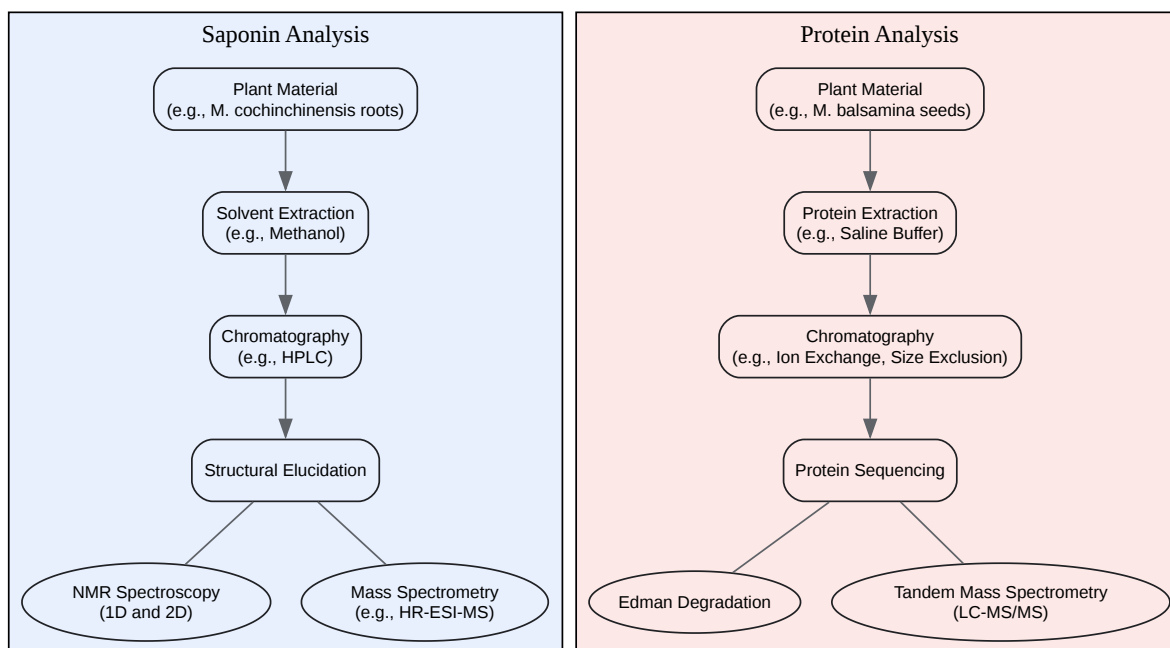 Saponin Analysis
Plant Material
(e.g., M. cochinchinensis roots)
Solvent Extraction
(e.g., Methanol)
Chromatography
(e.g., HPLC)
Structural Elucidation
NMR Spectroscopy
(1D and 2D)
Mass Spectrometry
(e.g., HR-ESI-MS)
Protein Analysis
Plant Material
(e.g., M. balsamina seeds)
Protein Extraction
(e.g., Saline Buffer)
Chromatography
(e.g., Ion Exchange, Size Exclusion)
Protein Sequencing
Edman Degradation
Tandem Mass Spectrometry
(LC-MS/MS)